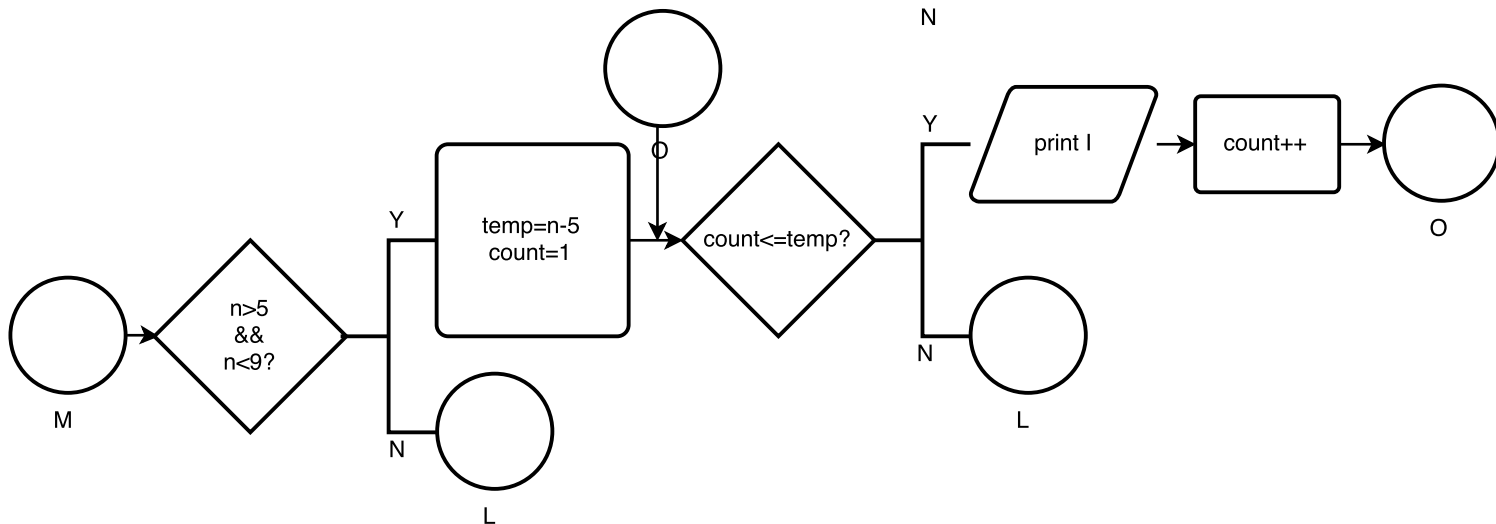 N
O
Y
print I
count++
O
Y
temp=n-5
count=1
count<=temp?
n>5
&&
n<9?
N
L
M
N
L